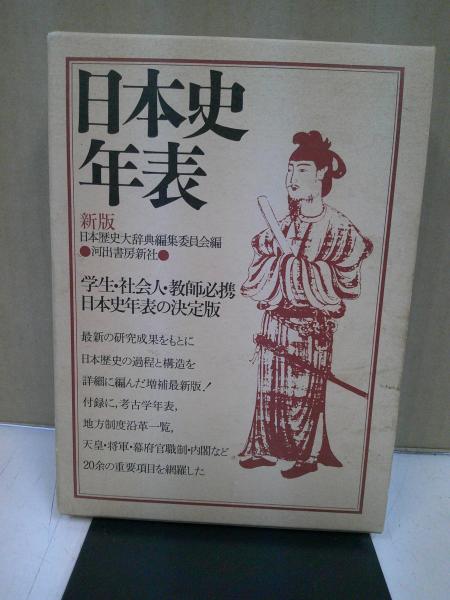 日本史
年表
新版
日本歴史大辞典編集委員会編
●河出書房新社●
学生・社会人・教師必携
日本史年表の決定版
最新の研究成果をもとに
日本歴史の過程と構造を
詳細に編んだ増補最新版!
付録に,考古学年表,
地方制度沿革一覧,
天皇・将軍・幕府官職制・内閣など
20余の重要項目を網羅した